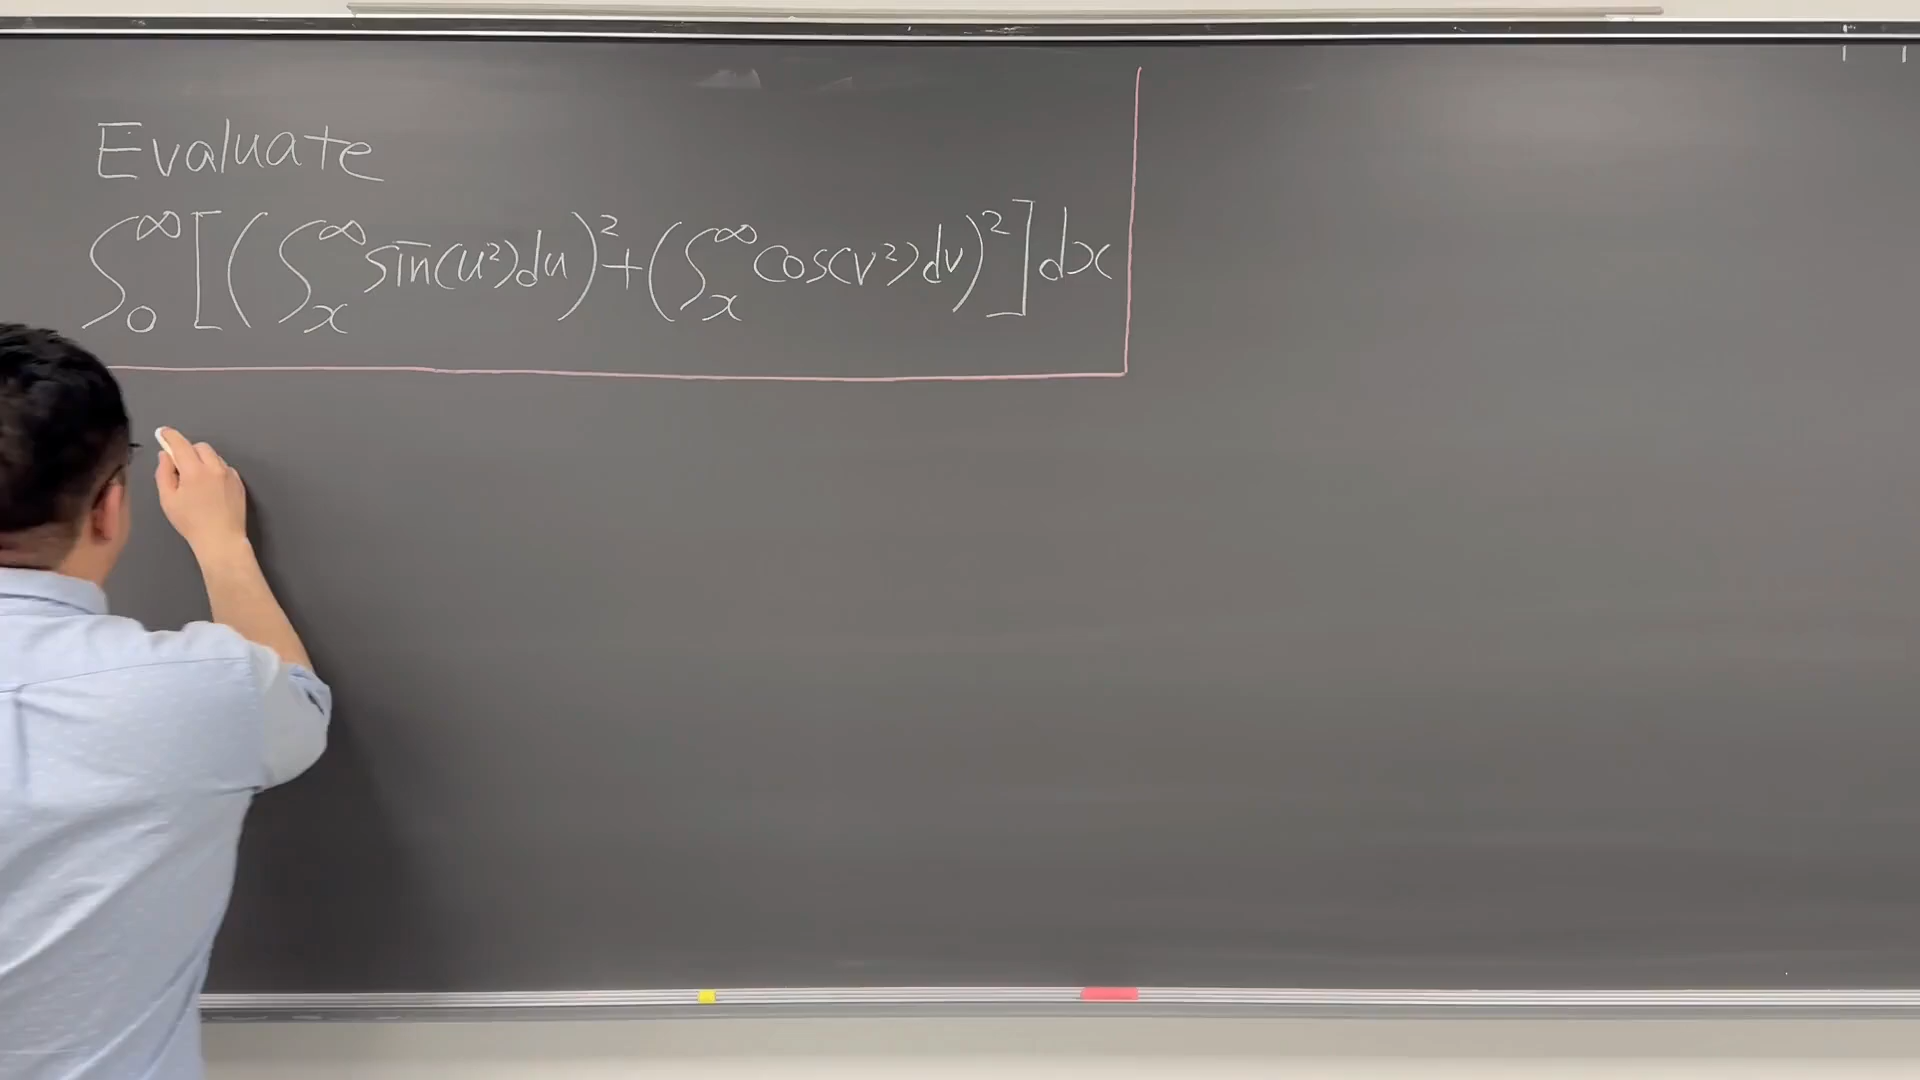 Evaluate
∫₀^∞ [(∫ₓ^∞ sin(u²)du)² + (∫ₓ^∞ cos(v²)dv)²] dx